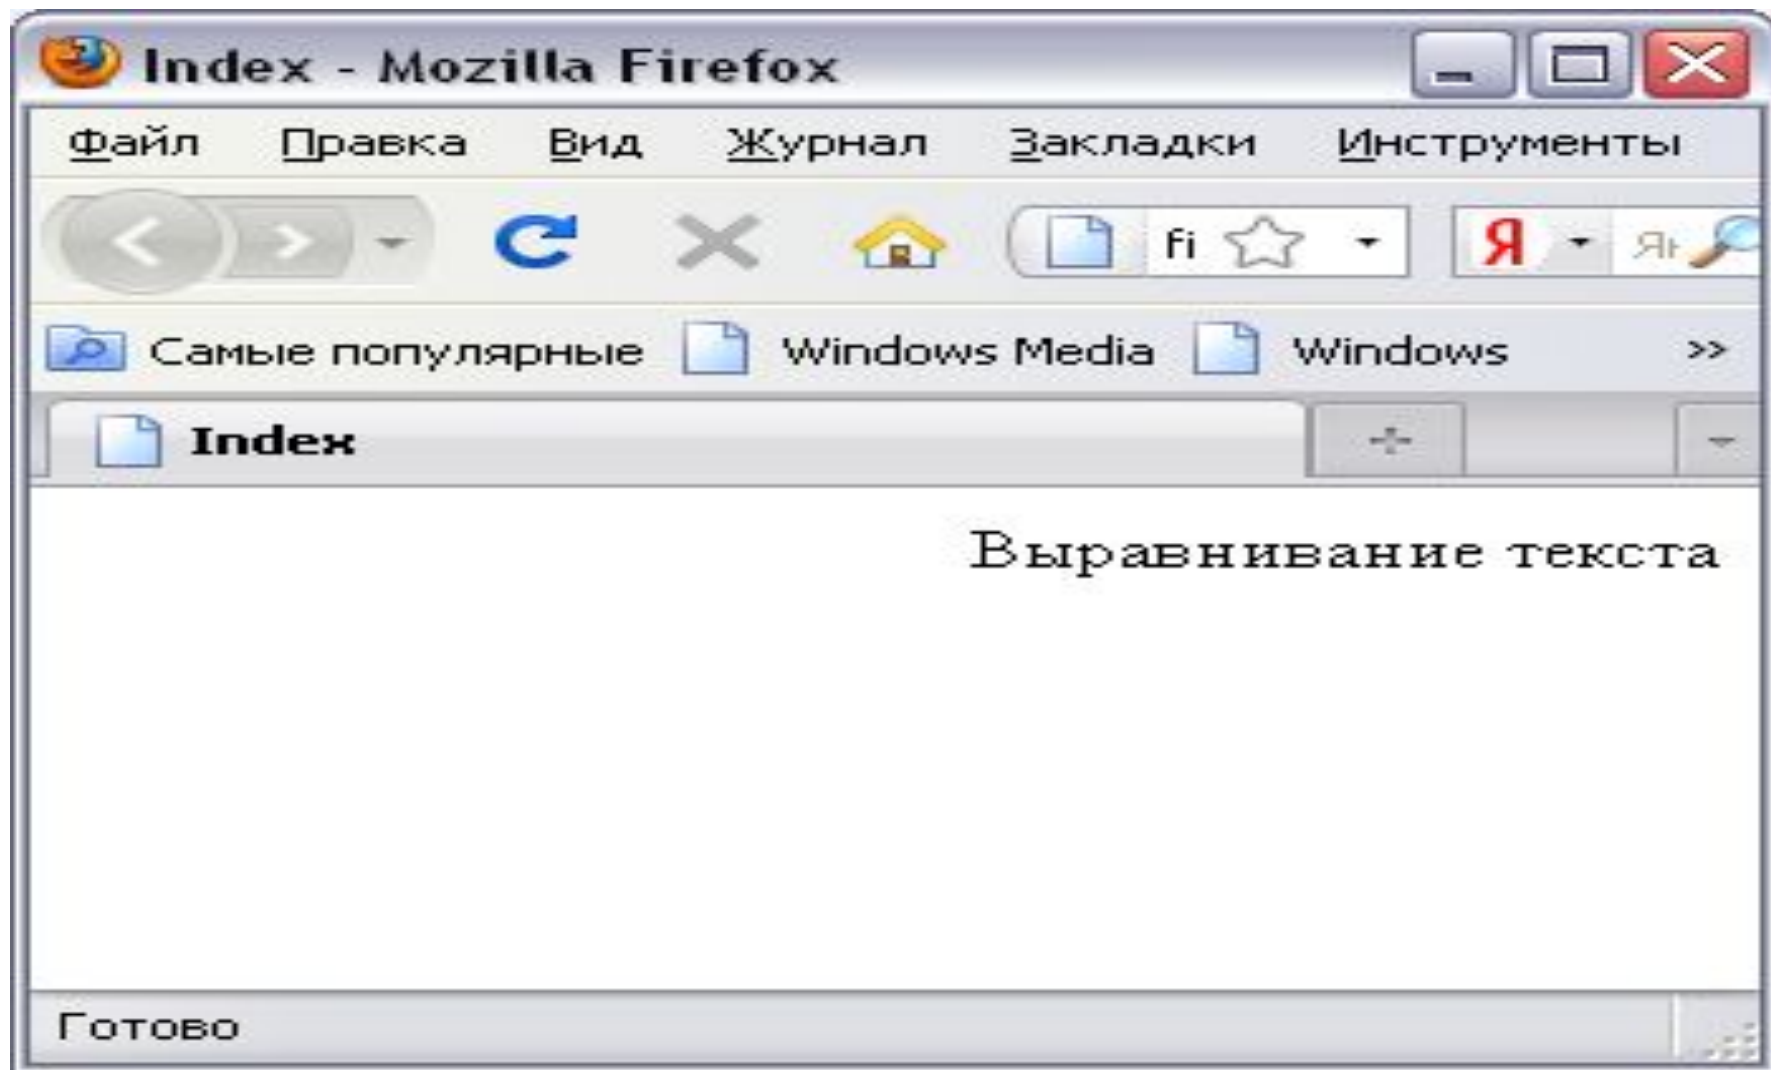 Index - Mozilla Firefox
Файл Правка Вид Журнал Закладки Инструменты
fi Я Ян
Самые популярные Windows Media Windows »
Index
Выравнивание текста
Готово